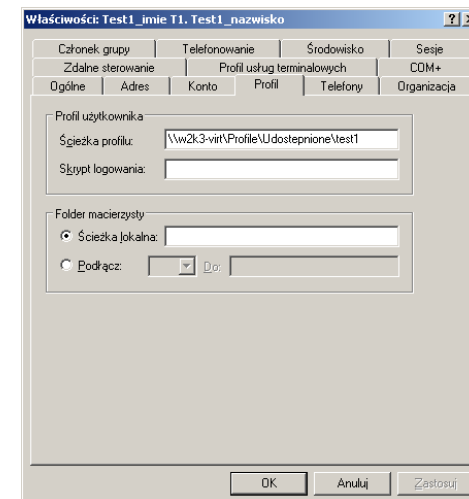 Właściwości: Test1_imie T1. Test1_nazwisko
Członek grupy Telefonowanie Środowisko Sesje
Zdalne sterowanie Profil usług terminalowych COM+
Ogólne Adres Konto Profil Telefony Organizacja
Profil użytkownika
Ścieżka profilu: \\w2k3-virt\Profile\Udostepnione\test1
Skrypt logowania:
Folder macierzysty
Ścieżka lokalna:
Podłącz: Do:
OK Anuluj Zastosuj